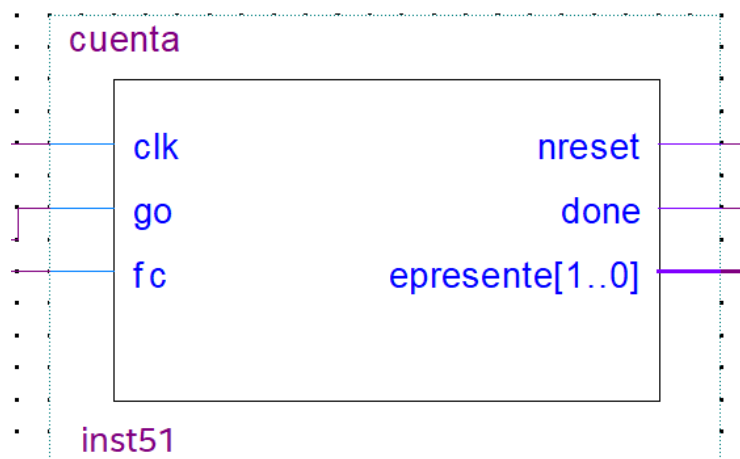 cuenta
clk
nreset
go
done
fc
epresente[1..0]
inst51